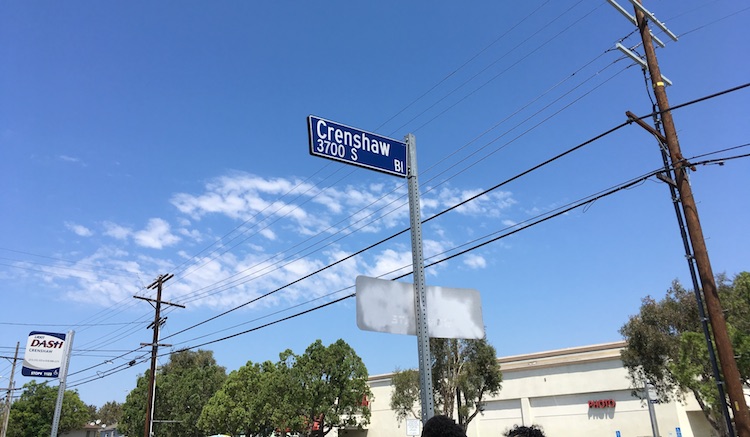 Crenshaw
3700 S
Bl
DASH
CRENSHAW
PHOTO